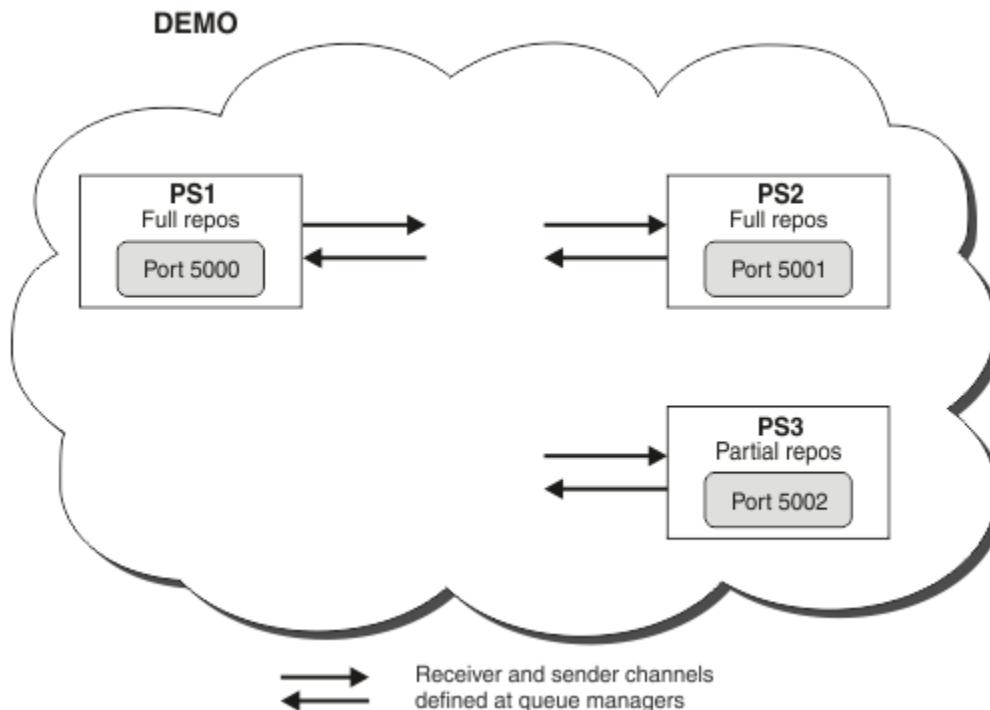 DEMO
PS1
Full repos
Port 5000
PS2
Full repos
Port 5001
PS3
Partial repos
Port 5002
Receiver and sender channels
defined at queue managers